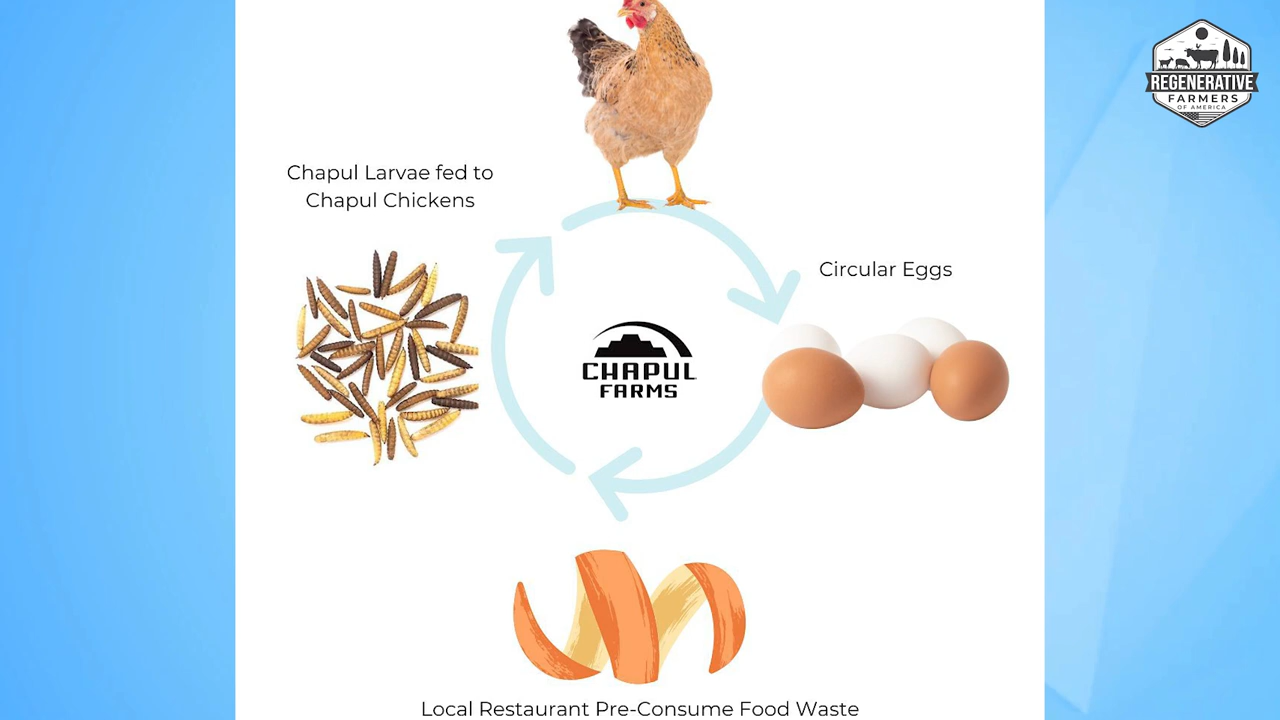 REGENERATIVE
FARMERS
OF AMERICA
Chapul Larvae fed to
Chapul Chickens
Circular Eggs
CHAPUL
FARMS
Local Restaurant Pre-Consume Food Waste